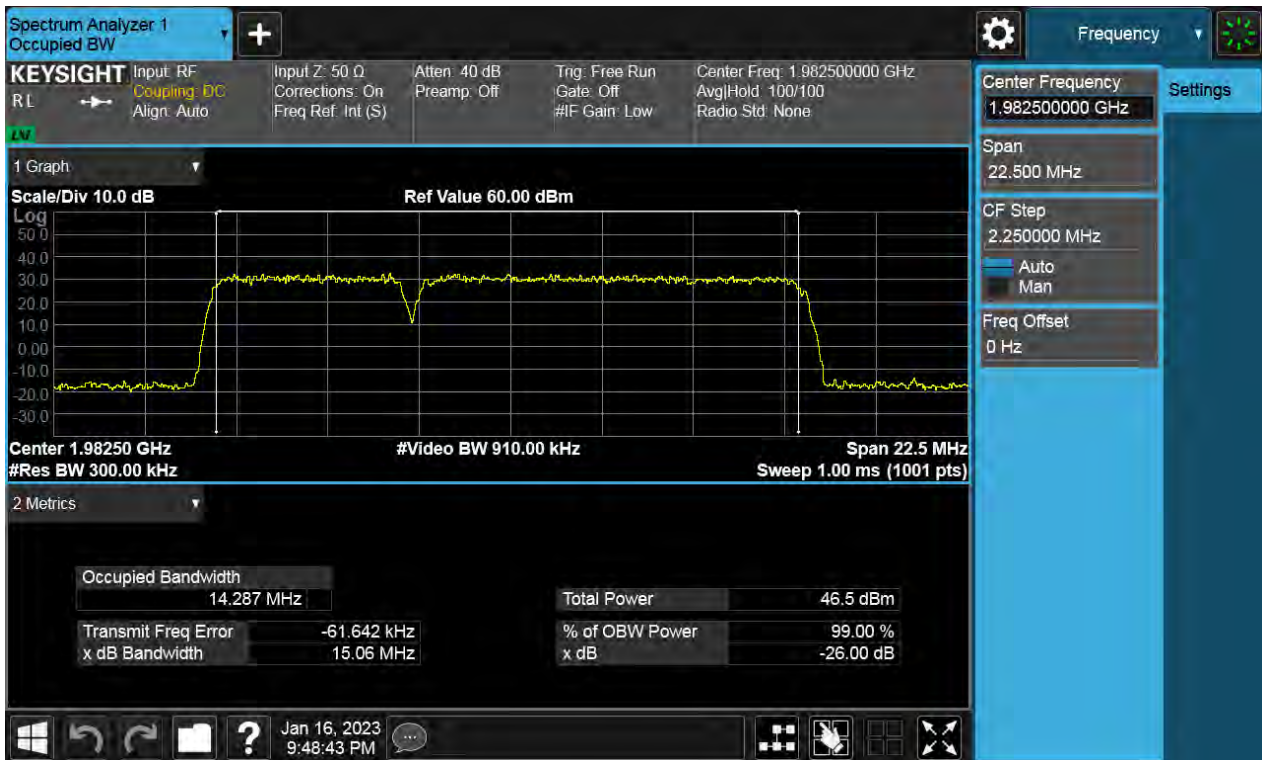 Spectrum Analyzer 1
Occupied BW
+
Frequency
KEYSIGHT
R L
Input: RF
Coupling: DC
Align: Auto
Input Z: 50 Ω
Corrections: On
Freq Ref: Int (S)
Atten: 40 dB
Preamp: Off
Trig: Free Run
Gate: Off
#IF Gain: Low
Center Freq: 1.982500000 GHz
Avg|Hold: 100/100
Radio Std: None
Center Frequency
1.982500000 GHz
Settings
Span
22.500 MHz
CF Step
2.250000 MHz
Auto
Man
Freq Offset
0 Hz
1 Graph
Scale/Div 10.0 dB
Ref Value 60.00 dBm
Log
50.0
40.0
30.0
20.0
10.0
0.00
-10.0
-20.0
-30.0
Center 1.98250 GHz
#Video BW 910.00 kHz
Span 22.5 MHz
#Res BW 300.00 kHz
Sweep 1.00 ms (1001 pts)
2 Metrics
Occupied Bandwidth
14.287 MHz
Total Power 46.5 dBm
Transmit Freq Error -61.642 kHz
% of OBW Power 99.00 %
x dB Bandwidth 15.06 MHz
x dB -26.00 dB
?
Jan 16, 2023
9:48:43 PM